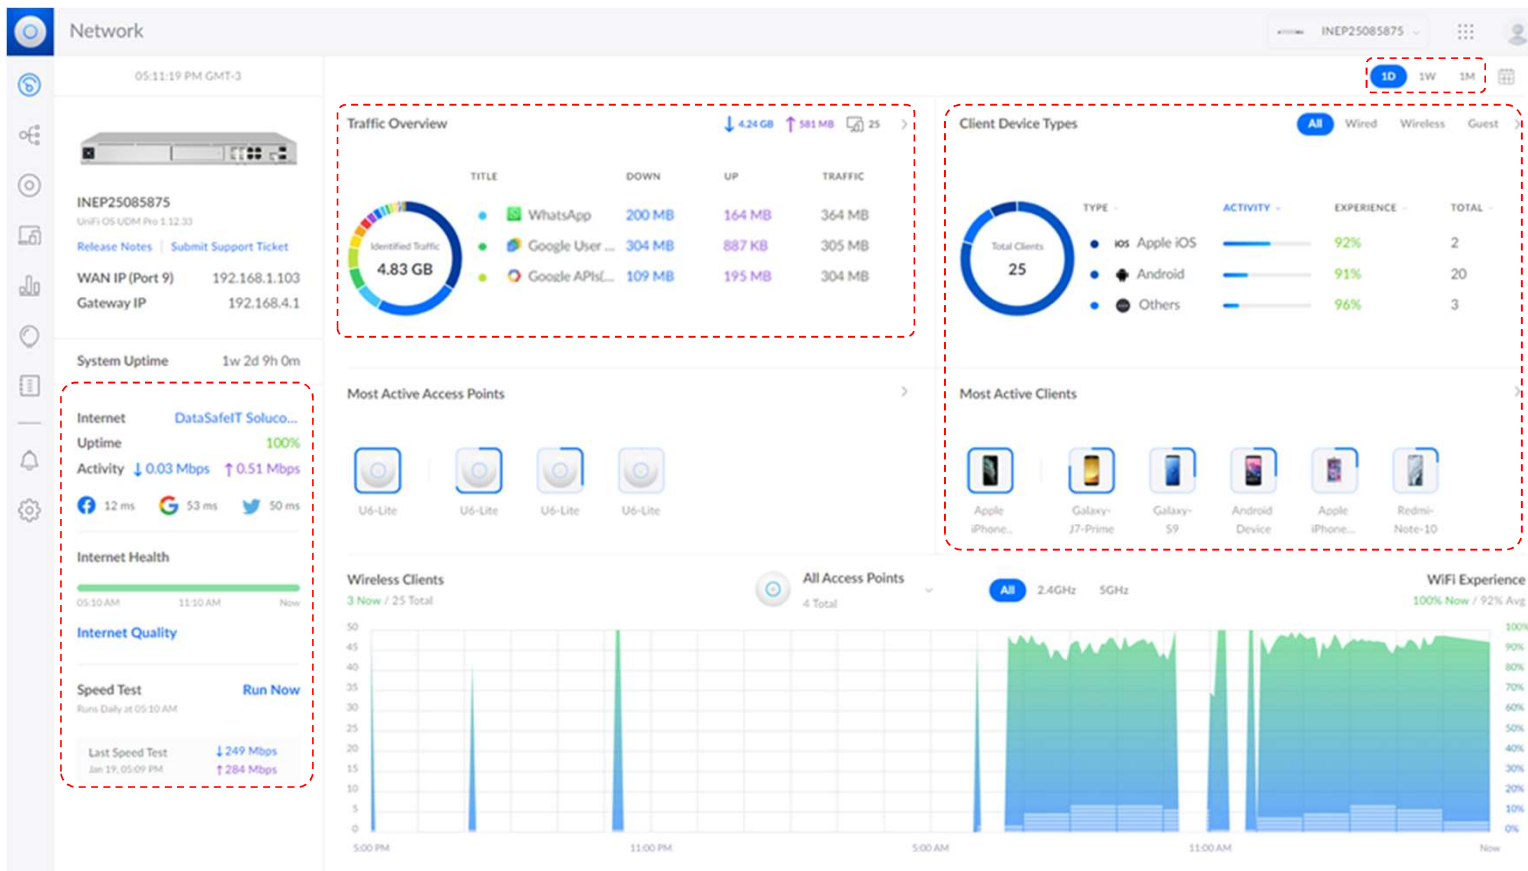 Network
INEP25085875
05:11:19 PM GMT-3
1D 1W 1M
INEP25085875
UniFi OS UDM Pro 1.12.33
Release Notes | Submit Support Ticket
WAN IP (Port 9) 192.168.1.103
Gateway IP 192.168.4.1
System Uptime 1w 2d 9h 0m
Internet DataSafeIT Soluco...
Uptime 100%
Activity ↓ 0.03 Mbps ↑ 0.51 Mbps
12 ms 53 ms 50 ms
Internet Health
05:10 AM 11:10 AM Now
Internet Quality
Speed Test Run Now
Runs Daily at 05:10 AM
Last Speed Test ↓ 249 Mbps
Jan 19, 05:09 PM ↑ 284 Mbps
Traffic Overview ↓ 4.24 GB ↑ 581 MB 25 >
TITLE DOWN UP TRAFFIC
Identified Traffic
4.83 GB
WhatsApp 200 MB 164 MB 364 MB
Google User ... 304 MB 887 KB 305 MB
Google APIs(... 109 MB 195 MB 304 MB
Client Device Types All Wired Wireless Guest >
TYPE ACTIVITY EXPERIENCE TOTAL
Total Clients
25
iOS Apple iOS 92% 2
Android 91% 20
Others 96% 3
Most Active Access Points >
U6-Lite U6-Lite U6-Lite U6-Lite
Most Active Clients >
Apple Galaxy- Galaxy- Android Apple Redmi-
iPhone... J7-Prime S9 Device iPhone... Note-10
Wireless Clients
3 Now / 25 Total
All Access Points
4 Total
All 2.4GHz 5GHz
WiFi Experience
100% Now / 92% Avg
50 100%
45 90%
40 80%
35 70%
30 60%
25 50%
20 40%
15 30%
10 20%
5 10%
0 0%
5:00 PM 11:00 PM 5:00 AM 11:00 AM Now